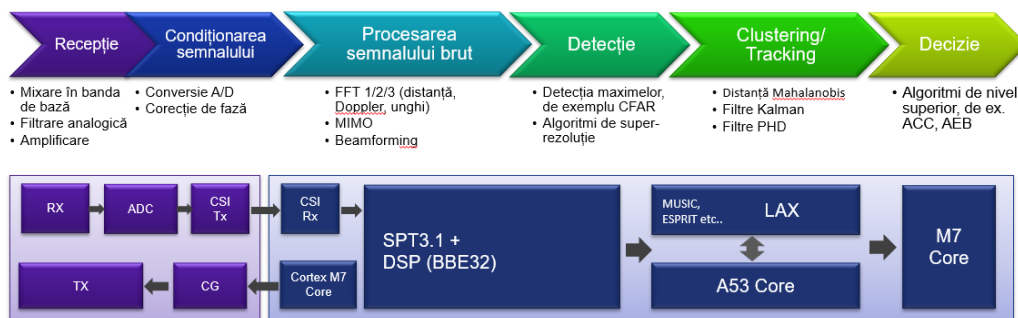 Recepție
Condiționarea
semnalului
Procesarea
semnalului brut
Detecție
Clustering/
Tracking
Decizie
• Mixare în banda
de bază
• Filtrare analogică
• Amplificare
• Conversie A/D
• Corecție de fază
• FFT 1/2/3 (distanță,
Doppler, unghi)
• MIMO
• Beamforming
• Detecția maximelor,
de exemplu CFAR
• Algoritmi de super-
rezoluție
• Distanță Mahalanobis
• Filtre Kalman
• Filtre PHD
• Algoritmi de nivel
superior, de ex.
ACC, AEB
RX
ADC
CSI
Tx
CSI
Rx
TX
CG
Cortex M7
Core
SPT3.1 +
DSP (BBE32)
MUSIC,
ESPRIT etc..
LAX
A53 Core
M7
Core